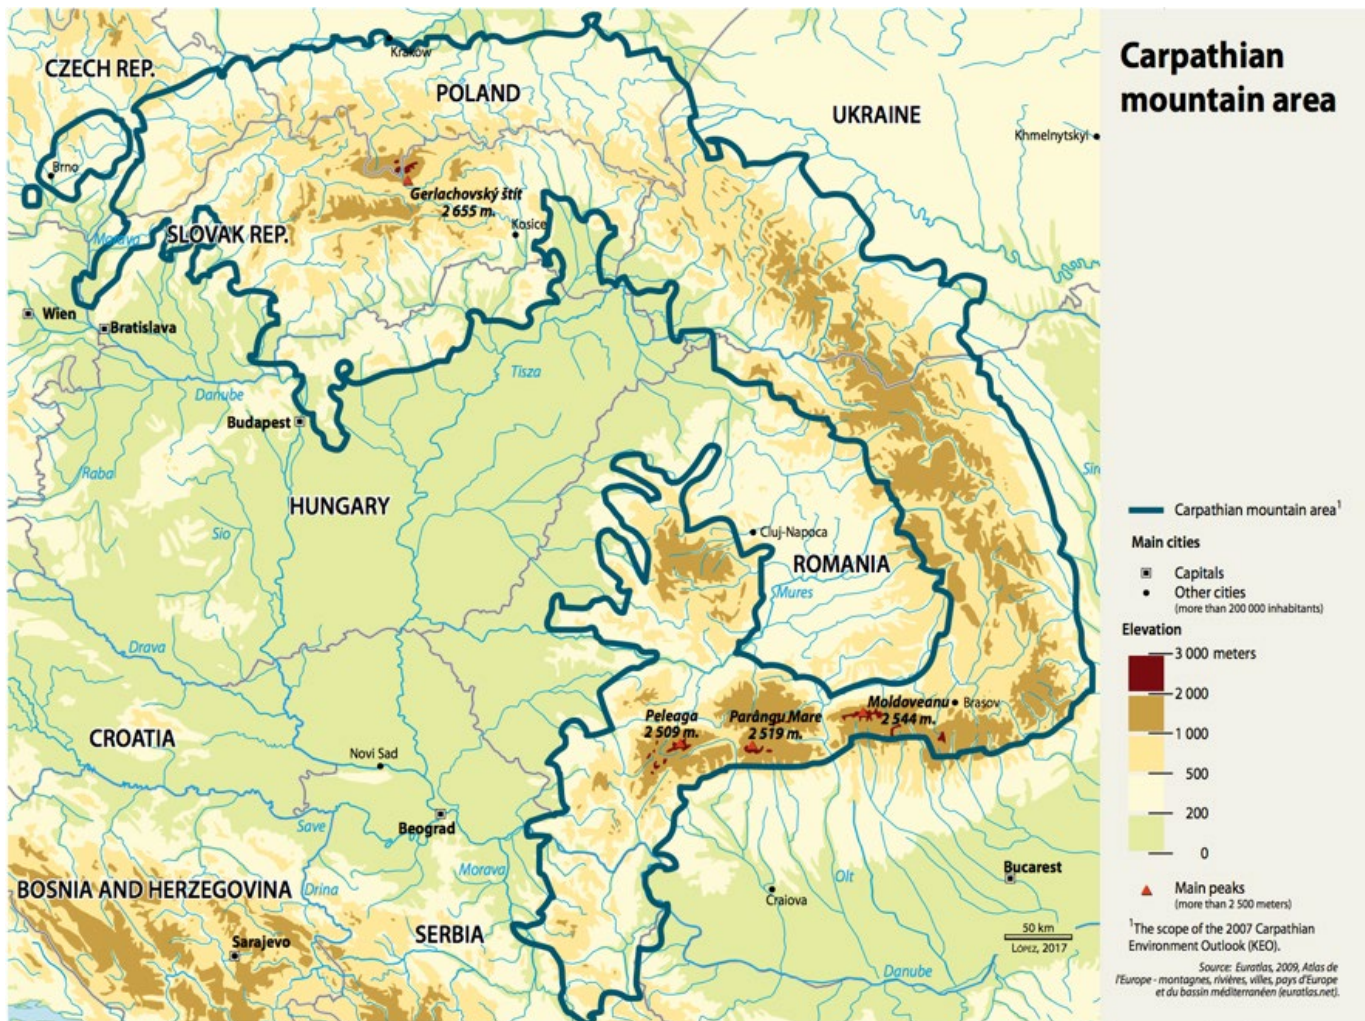 Carpathian
mountain area
CZECH REP.
Kraków
POLAND
UKRAINE
Khmelnytskyi
Brno
Gerlachovský štít
2 655 m.
Kosice
Morava
SLOVAK REP.
Wien
Bratislava
Tisza
Danube
Budapest
Raba
Sir
HUNGARY
Sio
Cluj-Napoca
ROMANIA
Mures
Drava
Moldoveanu
2 544 m.
Brasov
Peleaga
2 509 m.
Parângu Mare
2 519 m.
CROATIA
Novi Sad
Save
Beograd
Morava
Olt
Bucarest
BOSNIA AND HERZEGOVINA
Drina
Craiova
Sarajevo
SERBIA
50 km
LÓPEZ, 2017
Danube
Carpathian mountain area1
Main cities
Capitals
Other cities
(more than 200 000 inhabitants)
Elevation
3 000 meters
2 000
1 000
500
200
0
Main peaks
(more than 2 500 meters)
1The scope of the 2007 Carpathian
Environment Outlook (KEO).
Source: Euratlas, 2009, Atlas de
l'Europe - montagnes, rivières, villes, pays d'Europe
et du bassin méditerranéen (euratlas.net).